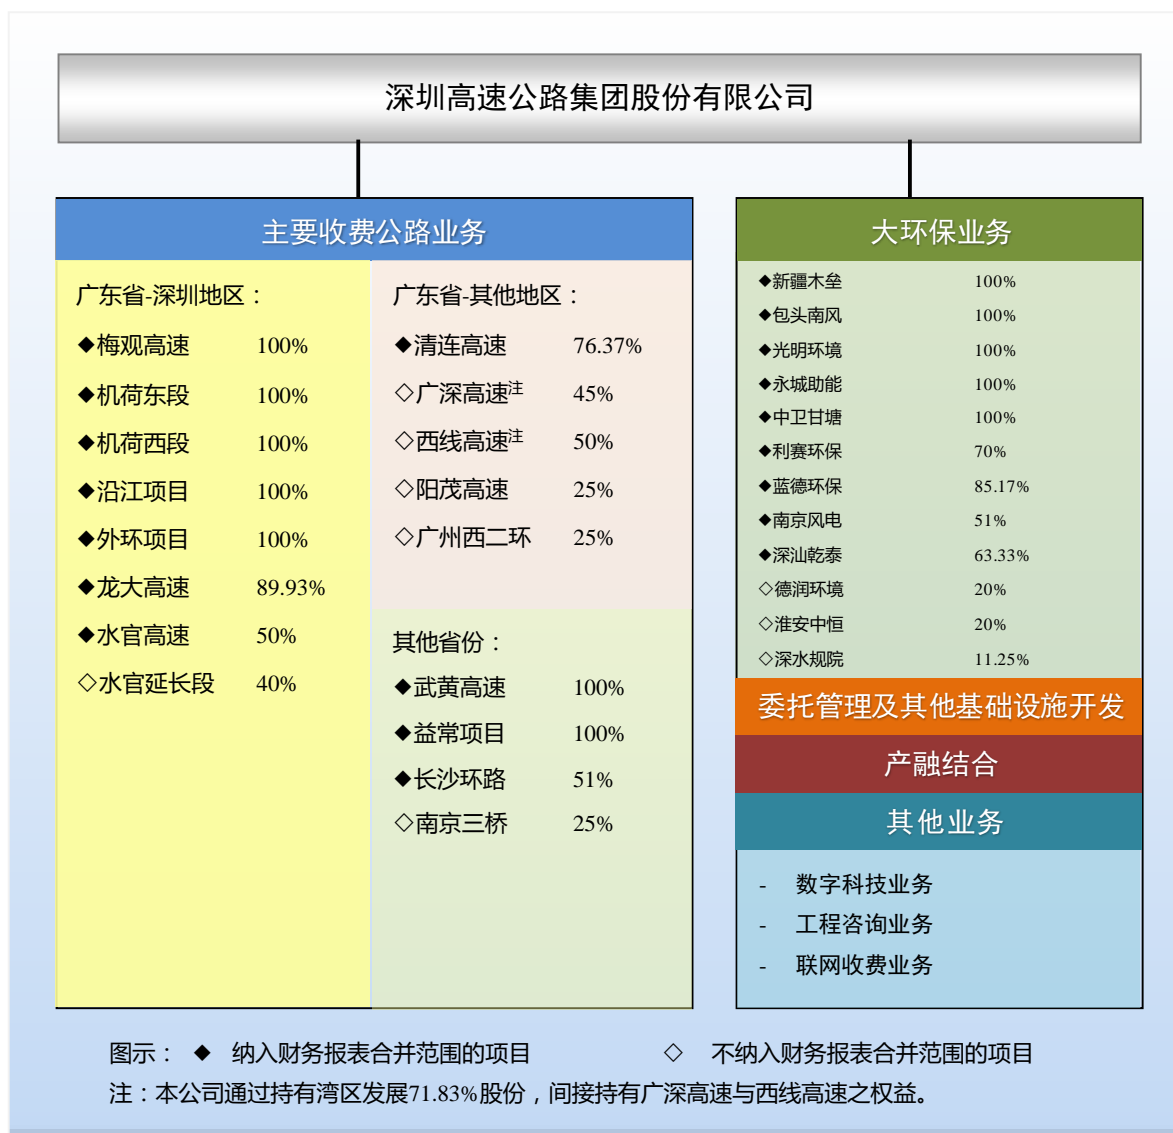 深圳高速公路集团股份有限公司
主要收费公路业务
广东省-深圳地区：
◆梅观高速 100%
◆机荷东段 100%
◆机荷西段 100%
◆沿江项目 100%
◆外环项目 100%
◆龙大高速 89.93%
◆水官高速 50%
◇水官延长段 40%
广东省-其他地区：
◆清连高速 76.37%
◇广深高速注 45%
◇西线高速注 50%
◇阳茂高速 25%
◇广州西二环 25%
其他省份：
◆武黄高速 100%
◆益常项目 100%
◆长沙环路 51%
◇南京三桥 25%
大环保业务
◆新疆木垒 100%
◆包头南风 100%
◆光明环境 100%
◆永城助能 100%
◆中卫甘塘 100%
◆利赛环保 70%
◆蓝德环保 85.17%
◆南京风电 51%
◆深汕乾泰 63.33%
◇德润环境 20%
◇淮安中恒 20%
◇深水规院 11.25%
委托管理及其他基础设施开发
产融结合
其他业务
- 数字科技业务
- 工程咨询业务
- 联网收费业务
图示： ◆ 纳入财务报表合并范围的项目 ◇ 不纳入财务报表合并范围的项目
注：本公司通过持有湾区发展71.83%股份，间接持有广深高速与西线高速之权益。